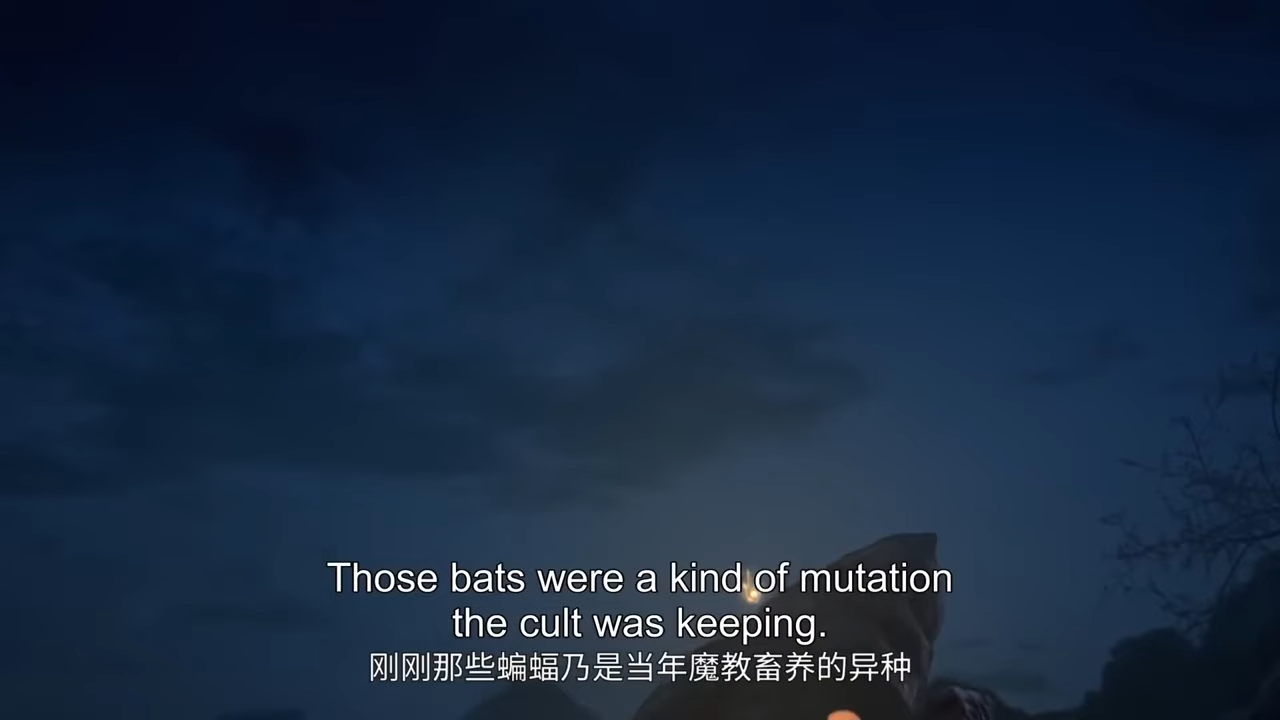 Those bats were a kind of mutation
the cult was keeping.
刚刚那些蝙蝠乃是当年魔教畜养的异种